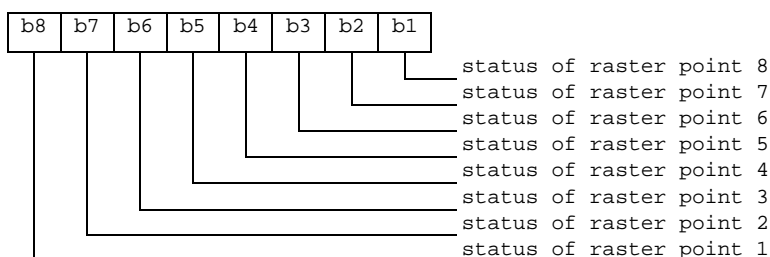 b8 b7 b6 b5 b4 b3 b2 b1
status of raster point 8
status of raster point 7
status of raster point 6
status of raster point 5
status of raster point 4
status of raster point 3
status of raster point 2
status of raster point 1